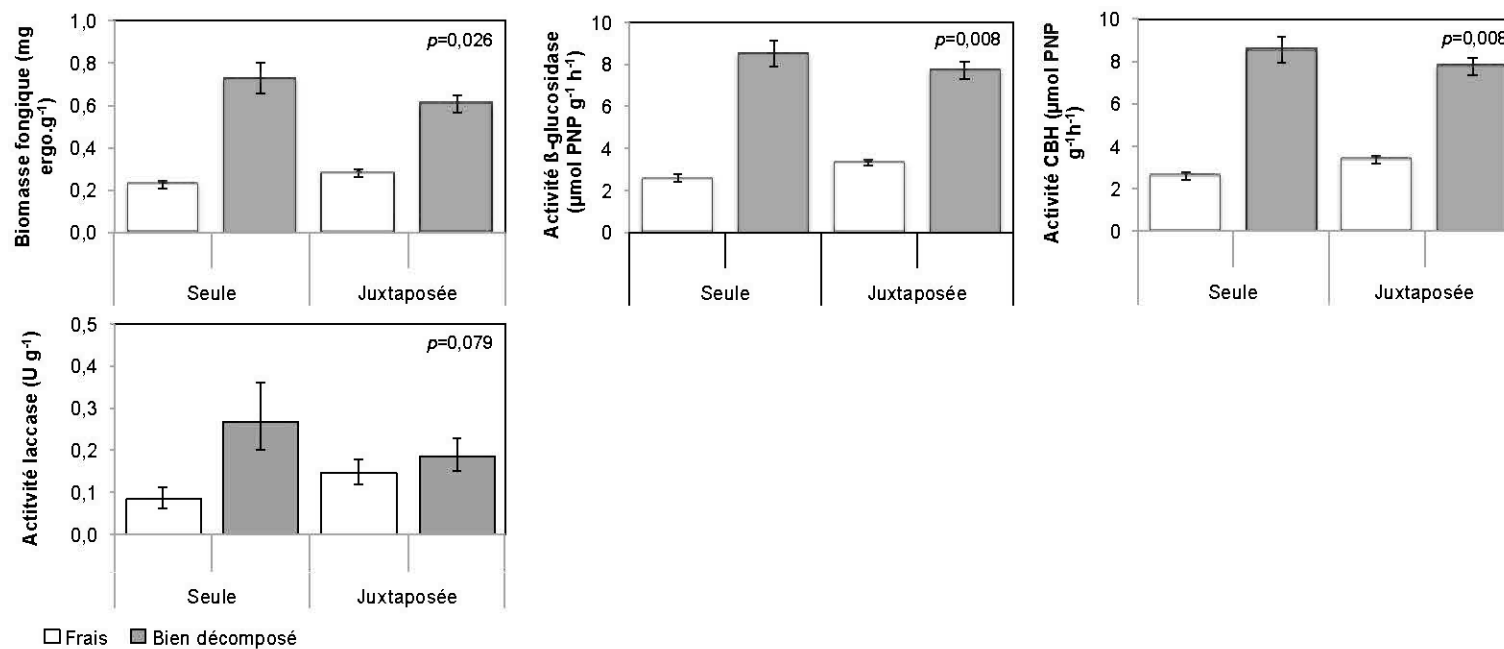 Biomasse fongique (mg
ergo.g-1)
1,0
0,8
0,6
0,4
0,2
0,0
p=0,026
Seule
Juxtaposée
Activité ß-glucosidase
(µmol PNP g-1 h-1)
10
8
6
4
2
0
p=0,008
Seule
Juxtaposée
Activité CBH (µmol PNP
g-1h-1)
10
8
6
4
2
0
p=0,008
Seule
Juxtaposée
Actitvité laccase (U g-1)
0,5
0,4
0,3
0,2
0,1
0,0
p=0,079
Seule
Juxtaposée
Frais
Bien décomposé